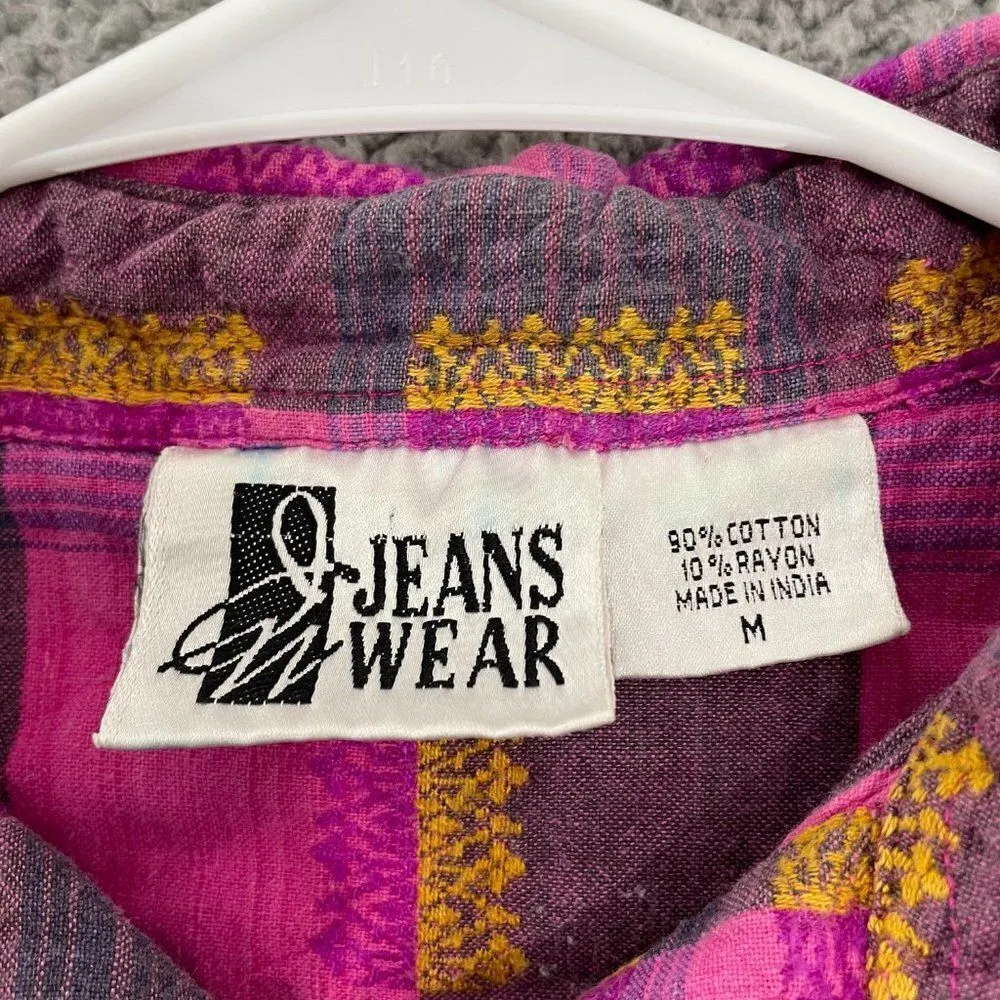 JEANS
WEAR
90% COTTON
10% RAYON
MADE IN INDIA
M